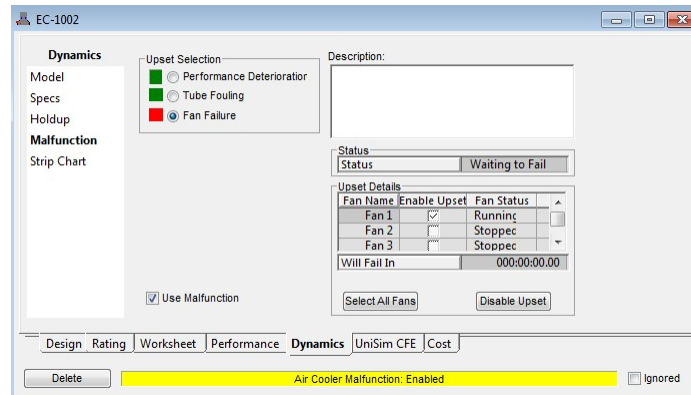 EC-1002
Dynamics
Model
Specs
Holdup
Malfunction
Strip Chart
Upset Selection
Performance Deterioratior
Tube Fouling
Fan Failure
Use Malfunction
Description:
Status
Status Waiting to Fail
Upset Details
Fan Name Enable Upset Fan Status
Fan 1 Running
Fan 2 Stopped
Fan 3 Stopped
Will Fail In 000:00:00.00
Select All Fans Disable Upset
Design Rating Worksheet Performance Dynamics UniSim CFE Cost
Delete Air Cooler Malfunction: Enabled Ignored